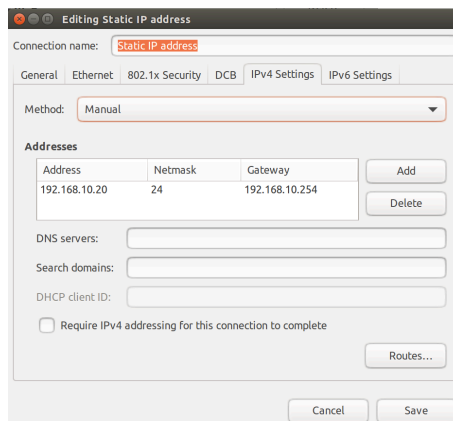 Editing Static IP address
Connection name: Static IP address
General Ethernet 802.1x Security DCB IPv4 Settings IPv6 Settings
Method: Manual
Addresses
Address Netmask Gateway Add
192.168.10.20 24 192.168.10.254
Delete
DNS servers:
Search domains:
DHCP client ID:
Require IPv4 addressing for this connection to complete
Routes...
Cancel Save